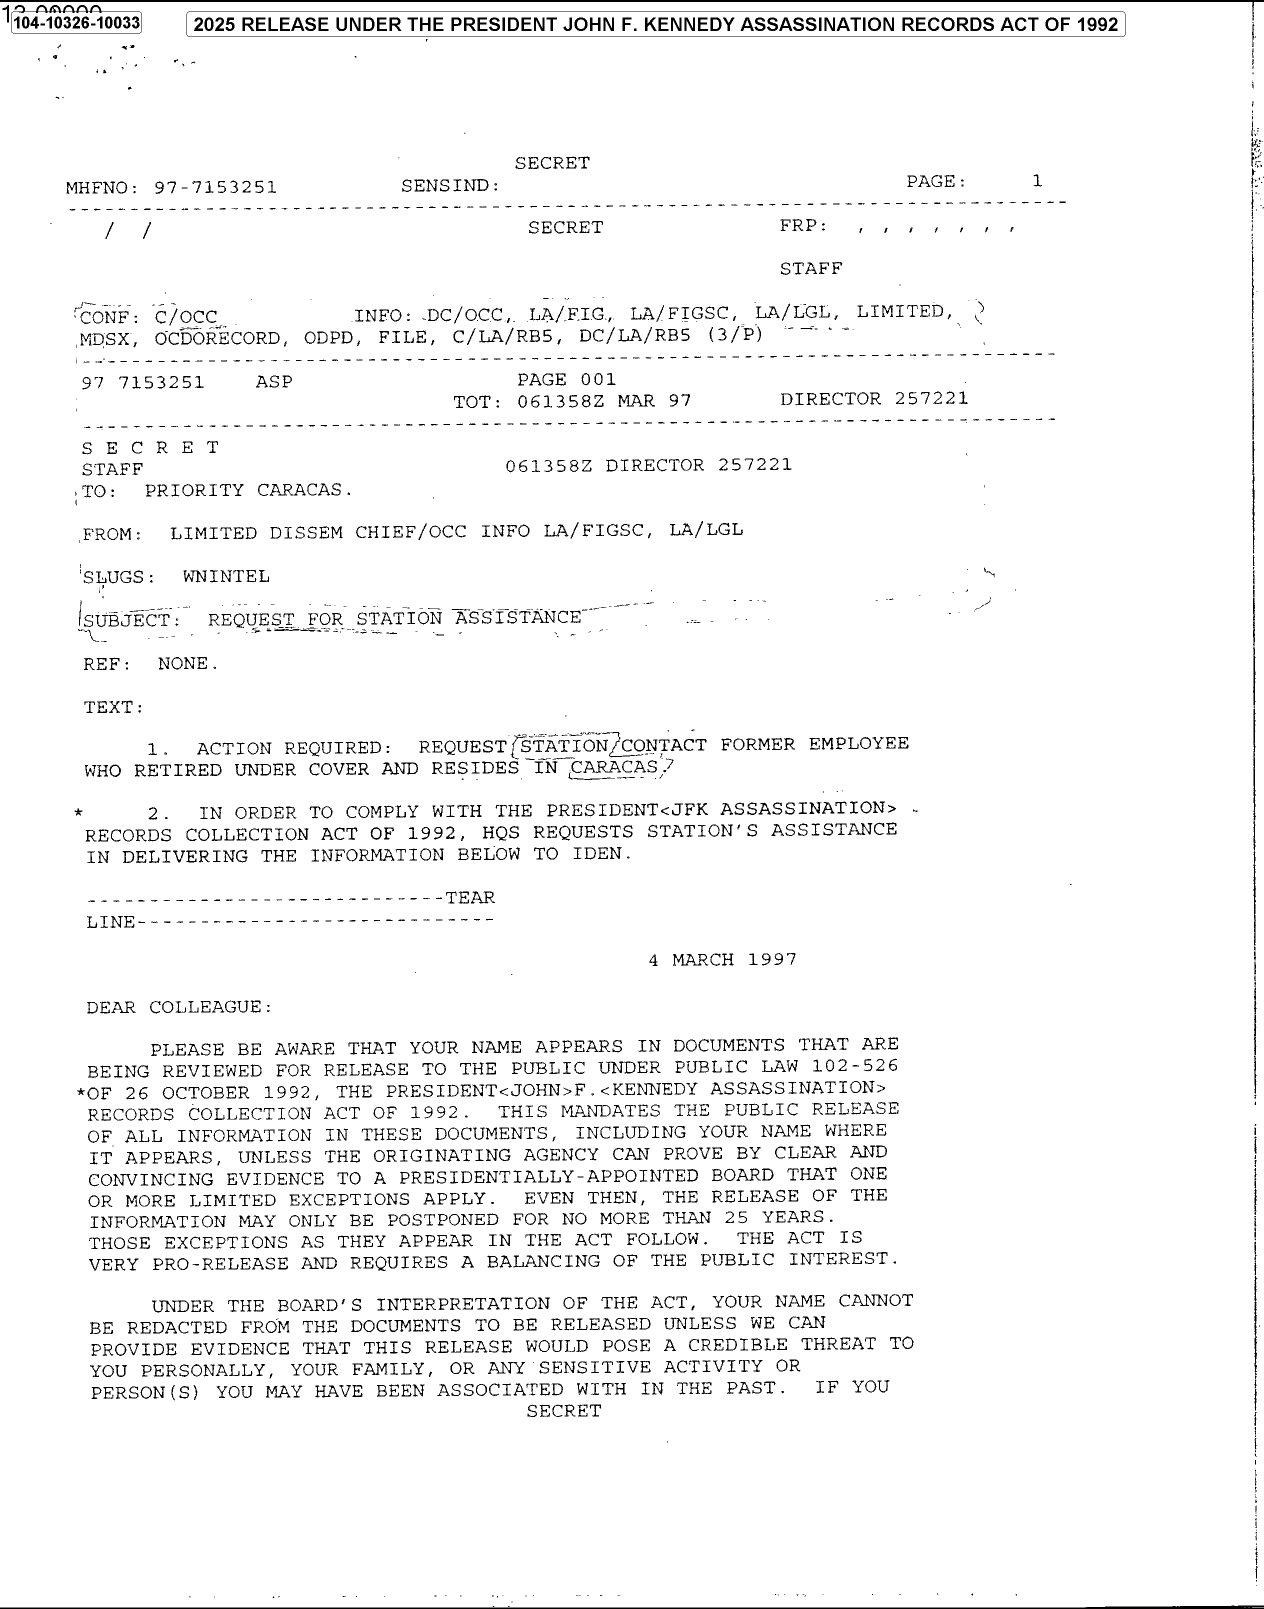 104-10326-10033
2025 RELEASE UNDER THE PRESIDENT JOHN F. KENNEDY ASSASSINATION RECORDS ACT OF 1992
SECRET
MHFNO: 97-7153251 SENSIND: PAGE: 1
--------------------------------------------------------------------------------
/ / SECRET FRP: , , , , , , ,
STAFF
CONF: C/OCC INFO: DC/OCC, LA/FIG, LA/FIGSC, LA/LGL, LIMITED,
MDSX, OCDORECORD, ODPD, FILE, C/LA/RB5, DC/LA/RB5 (3/P)
--------------------------------------------------------------------------------
97 7153251 ASP PAGE 001
TOT: 061358Z MAR 97 DIRECTOR 257221
--------------------------------------------------------------------------------
S E C R E T
STAFF 061358Z DIRECTOR 257221
TO: PRIORITY CARACAS.
FROM: LIMITED DISSEM CHIEF/OCC INFO LA/FIGSC, LA/LGL
SLUGS: WNINTEL
SUBJECT: REQUEST FOR STATION ASSISTANCE
REF: NONE.
TEXT:
1. ACTION REQUIRED: REQUEST STATION CONTACT FORMER EMPLOYEE
WHO RETIRED UNDER COVER AND RESIDES IN CARACAS.
* 2. IN ORDER TO COMPLY WITH THE PRESIDENT<JFK ASSASSINATION>
RECORDS COLLECTION ACT OF 1992, HQS REQUESTS STATION'S ASSISTANCE
IN DELIVERING THE INFORMATION BELOW TO IDEN.
-----------------------------TEAR
LINE-----------------------------
4 MARCH 1997
DEAR COLLEAGUE:
PLEASE BE AWARE THAT YOUR NAME APPEARS IN DOCUMENTS THAT ARE
BEING REVIEWED FOR RELEASE TO THE PUBLIC UNDER PUBLIC LAW 102-526
*OF 26 OCTOBER 1992, THE PRESIDENT<JOHN>F.<KENNEDY ASSASSINATION>
RECORDS COLLECTION ACT OF 1992. THIS MANDATES THE PUBLIC RELEASE
OF ALL INFORMATION IN THESE DOCUMENTS, INCLUDING YOUR NAME WHERE
IT APPEARS, UNLESS THE ORIGINATING AGENCY CAN PROVE BY CLEAR AND
CONVINCING EVIDENCE TO A PRESIDENTIALLY-APPOINTED BOARD THAT ONE
OR MORE LIMITED EXCEPTIONS APPLY. EVEN THEN, THE RELEASE OF THE
INFORMATION MAY ONLY BE POSTPONED FOR NO MORE THAN 25 YEARS.
THOSE EXCEPTIONS AS THEY APPEAR IN THE ACT FOLLOW. THE ACT IS
VERY PRO-RELEASE AND REQUIRES A BALANCING OF THE PUBLIC INTEREST.
UNDER THE BOARD'S INTERPRETATION OF THE ACT, YOUR NAME CANNOT
BE REDACTED FROM THE DOCUMENTS TO BE RELEASED UNLESS WE CAN
PROVIDE EVIDENCE THAT THIS RELEASE WOULD POSE A CREDIBLE THREAT TO
YOU PERSONALLY, YOUR FAMILY, OR ANY SENSITIVE ACTIVITY OR
PERSON(S) YOU MAY HAVE BEEN ASSOCIATED WITH IN THE PAST. IF YOU
SECRET